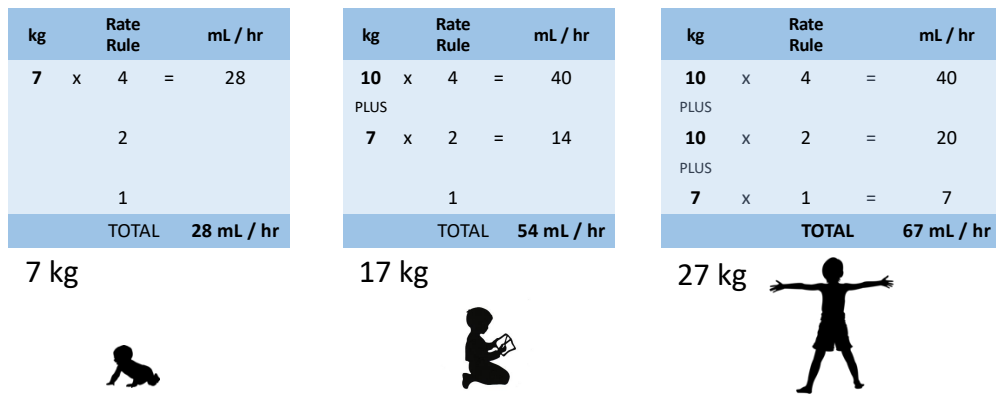 kg Rate Rule mL / hr
7 x 4 = 28
2
1
TOTAL 28 mL / hr
7 kg
kg Rate Rule mL / hr
10 x 4 = 40
PLUS
7 x 2 = 14
1
TOTAL 54 mL / hr
17 kg
kg Rate Rule mL / hr
10 x 4 = 40
PLUS
10 x 2 = 20
PLUS
7 x 1 = 7
TOTAL 67 mL / hr
27 kg